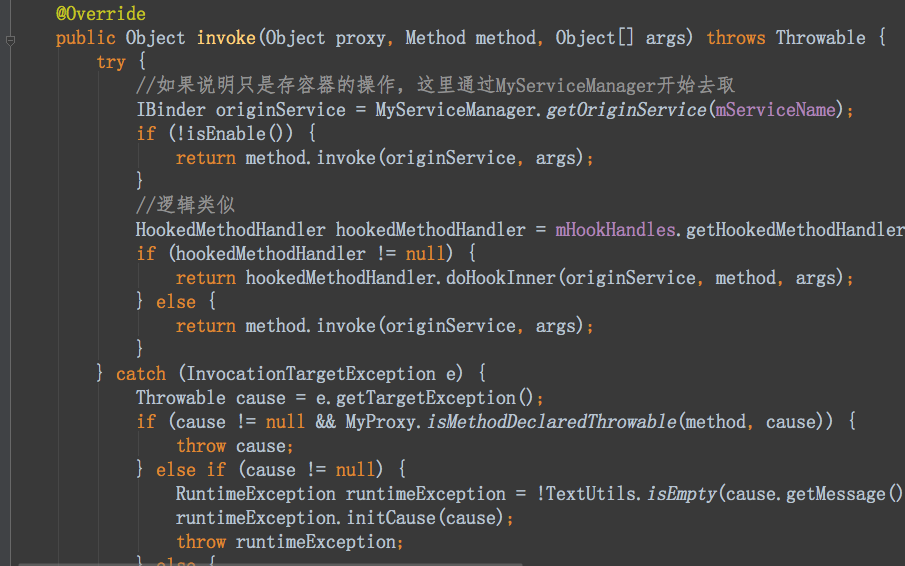 @Override
public Object invoke(Object proxy, Method method, Object[] args) throws Throwable {
try {
//如果说明只是存容器的操作，这里通过MyServiceManager开始去取
IBinder originService = MyServiceManager.getOriginService(mServiceName);
if (!isEnable()) {
return method.invoke(originService, args);
}
//逻辑类似
HookedMethodHandler hookedMethodHandler = mHookHandles.getHookedMethodHandler
if (hookedMethodHandler != null) {
return hookedMethodHandler.doHookInner(originService, method, args);
} else {
return method.invoke(originService, args);
}
} catch (InvocationTargetException e) {
Throwable cause = e.getTargetException();
if (cause != null && MyProxy.isMethodDeclaredThrowable(method, cause)) {
throw cause;
} else if (cause != null) {
RuntimeException runtimeException = !TextUtils.isEmpty(cause.getMessage()
runtimeException.initCause(cause);
throw runtimeException;
} else {